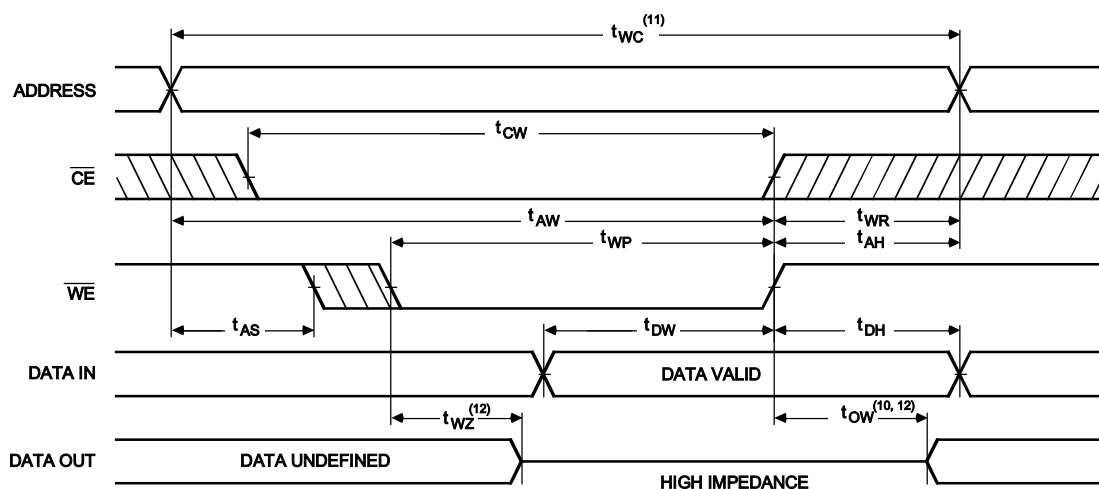 tWC(11)
ADDRESS
tCW
CE
tAW
tWR
tWP
tAH
WE
tAS
tDW
tDH
DATA IN
DATA VALID
tWZ(12)
tOW(10, 12)
DATA OUT
DATA UNDEFINED
HIGH IMPEDANCE